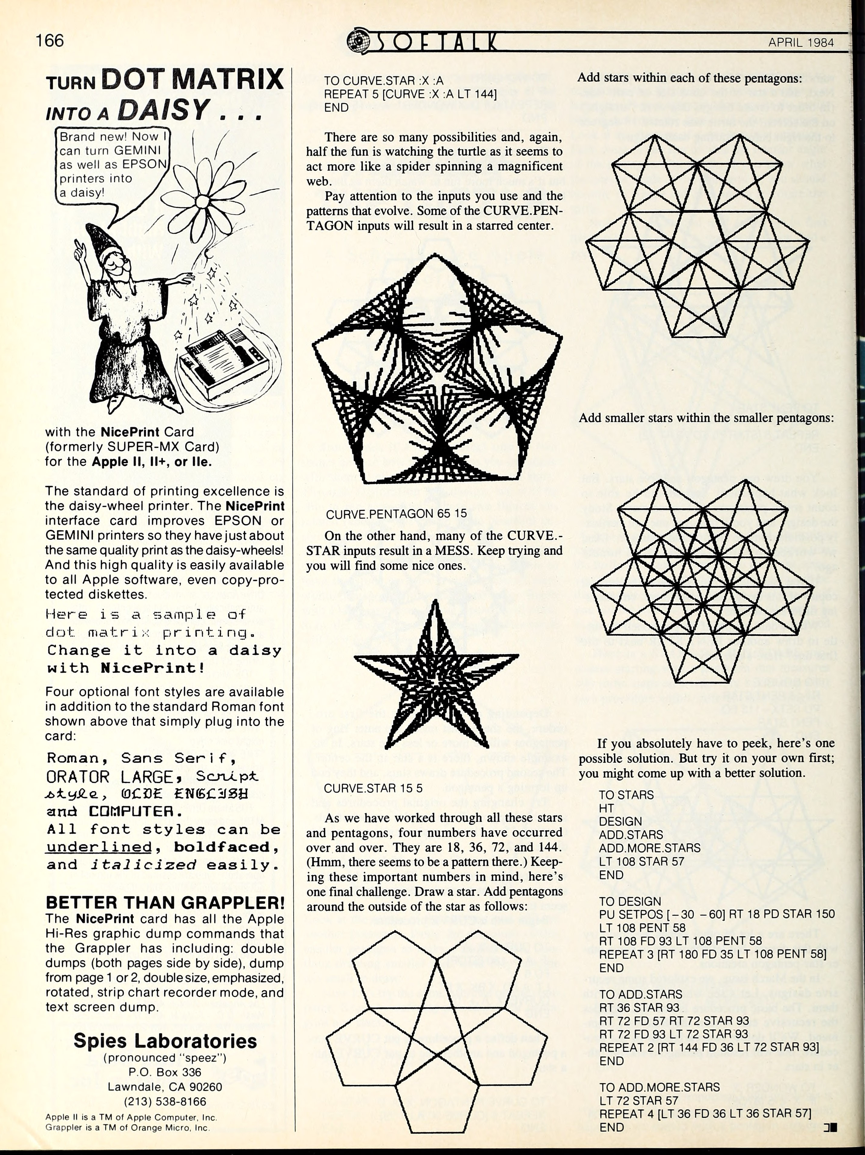 166
SOFTALK
APRIL 1984
TURN DOT MATRIX
INTO A DAISY . . .
Brand new! Now I
can turn GEMINI
as well as EPSON
printers into
a daisy!
with the NicePrint Card
(formerly SUPER-MX Card)
for the Apple II, II+, or IIe.
The standard of printing excellence is
the daisy-wheel printer. The NicePrint
interface card improves EPSON or
GEMINI printers so they have just about
the same quality print as the daisy-wheels!
And this high quality is easily available
to all Apple software, even copy-pro-
tected diskettes.
Here is a sample of
dot matrix printing.
Change it into a daisy
with NicePrint!
Four optional font styles are available
in addition to the standard Roman font
shown above that simply plug into the
card:
Roman, Sans Serif,
ORATOR LARGE, Script
style, OLDE ENGLISH
and COMPUTER.
All font styles can be
underlined, boldfaced,
and italicized easily.
BETTER THAN GRAPPLER!
The NicePrint card has all the Apple
Hi-Res graphic dump commands that
the Grappler has including: double
dumps (both pages side by side), dump
from page 1 or 2, double size, emphasized,
rotated, strip chart recorder mode, and
text screen dump.
Spies Laboratories
(pronounced "speez")
P.O. Box 336
Lawndale, CA 90260
(213) 538-8166
Apple II is a TM of Apple Computer, Inc.
Grappler is a TM of Orange Micro, Inc.
TO CURVE.STAR :X :A
REPEAT 5 [CURVE :X :A LT 144]
END
There are so many possibilities and, again,
half the fun is watching the turtle as it seems to
act more like a spider spinning a magnificent
web.
Pay attention to the inputs you use and the
patterns that evolve. Some of the CURVE.PEN-
TAGON inputs will result in a starred center.
CURVE.PENTAGON 65 15
On the other hand, many of the CURVE.-
STAR inputs result in a MESS. Keep trying and
you will find some nice ones.
CURVE.STAR 15 5
As we have worked through all these stars
and pentagons, four numbers have occurred
over and over. They are 18, 36, 72, and 144.
(Hmm, there seems to be a pattern there.) Keep-
ing these important numbers in mind, here's
one final challenge. Draw a star. Add pentagons
around the outside of the star as follows:
Add stars within each of these pentagons:
Add smaller stars within the smaller pentagons:
If you absolutely have to peek, here's one
possible solution. But try it on your own first;
you might come up with a better solution.
TO STARS
HT
DESIGN
ADD.STARS
ADD.MORE.STARS
LT 108 STAR 57
END
TO DESIGN
PU SETPOS [-30 -60] RT 18 PD STAR 150
LT 108 PENT 58
RT 108 FD 93 LT 108 PENT 58
REPEAT 3 [RT 180 FD 35 LT 108 PENT 58]
END
TO ADD.STARS
RT 36 STAR 93
RT 72 FD 57 RT 72 STAR 93
RT 72 FD 93 LT 72 STAR 93
REPEAT 2 [RT 144 FD 36 LT 72 STAR 93]
END
TO ADD.MORE.STARS
LT 72 STAR 57
REPEAT 4 [LT 36 FD 36 LT 36 STAR 57]
END